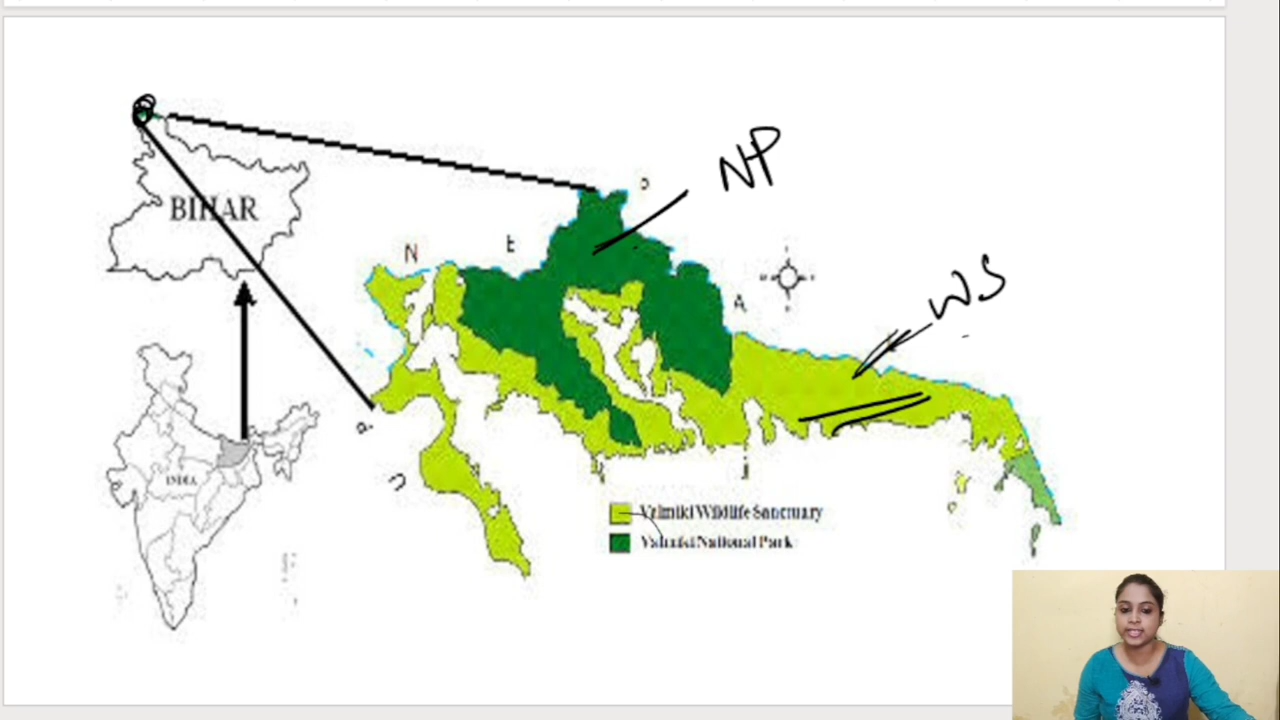 NP
BIHAR
P
N
E
A
WS
INDIA
Valmiki Wildlife Sanctuary
Valmiki National Park